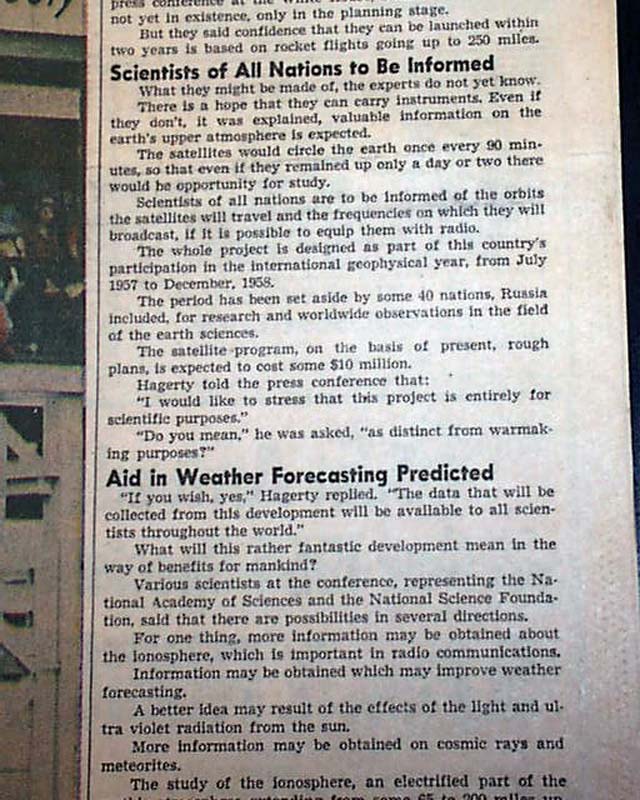 press conference at the White House,
not yet in existence, only in the planning stage.
But they said confidence that they can be launched within
two years is based on rocket flights going up to 250 miles.
Scientists of All Nations to Be Informed
What they might be made of, the experts do not yet know.
There is a hope that they can carry instruments. Even if
they don't, it was explained, valuable information on the
earth's upper atmosphere is expected.
The satellites would circle the earth once every 90 min-
utes, so that even if they remained up only a day or two there
would be opportunity for study.
Scientists of all nations are to be informed of the orbits
the satellites will travel and the frequencies on which they will
broadcast, if it is possible to equip them with radio.
The whole project is designed as part of this country's
participation in the international geophysical year, from July
1957 to December, 1958.
The period has been set aside by some 40 nations, Russia
included, for research and worldwide observations in the field
of the earth sciences.
The satellite program, on the basis of present, rough
plans, is expected to cost some $10 million.
Hagerty told the press conference that:
"I would like to stress that this project is entirely for
scientific purposes."
"Do you mean," he was asked, "as distinct from warmak-
ing purposes?"
Aid in Weather Forecasting Predicted
"If you wish, yes," Hagerty replied. "The data that will be
collected from this development will be available to all scien-
tists throughout the world."
What will this rather fantastic development mean in the
way of benefits for mankind?
Various scientists at the conference, representing the Na-
tional Academy of Sciences and the National Science Founda-
tion, said that there are possibilities in several directions.
For one thing, more information may be obtained about
the ionosphere, which is important in radio communications.
Information may be obtained which may improve weather
forecasting.
A better idea may result of the effects of the light and ul-
tra violet radiation from the sun.
More information may be obtained on cosmic rays and
meteorites.
The study of the ionosphere, an electrified part of the
atmosphere extending from some 65 to 200 miles up